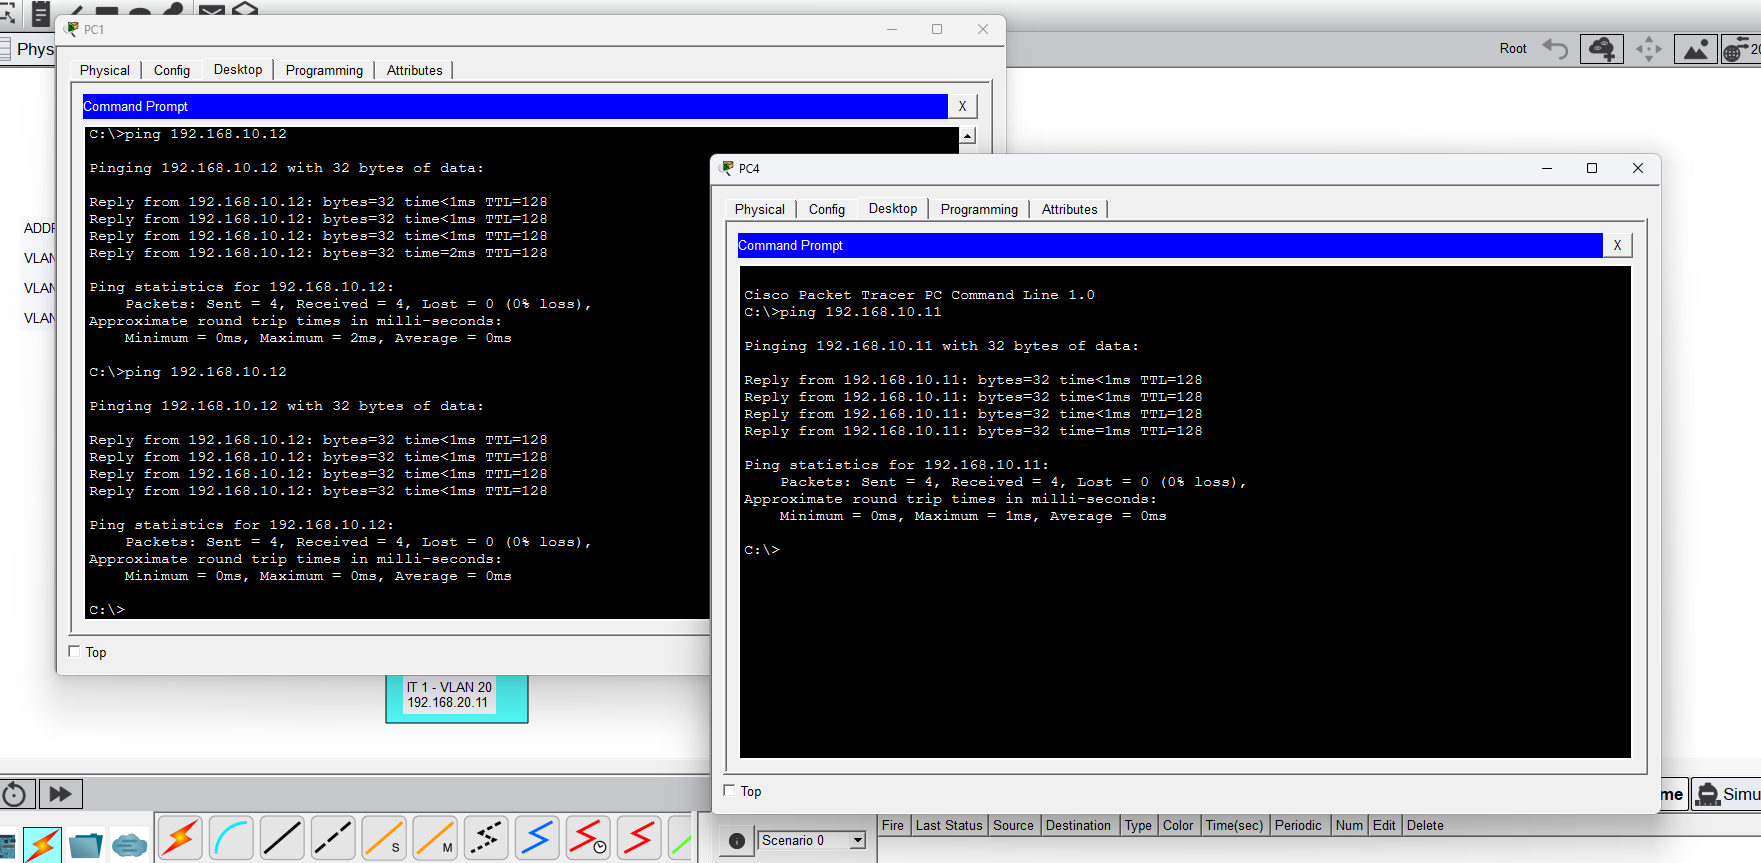 PC1
Physical Config Desktop Programming Attributes
Command Prompt X
C:\>ping 192.168.10.12
Pinging 192.168.10.12 with 32 bytes of data:
Reply from 192.168.10.12: bytes=32 time<1ms TTL=128
Reply from 192.168.10.12: bytes=32 time<1ms TTL=128
Reply from 192.168.10.12: bytes=32 time<1ms TTL=128
Reply from 192.168.10.12: bytes=32 time=2ms TTL=128
Ping statistics for 192.168.10.12:
Packets: Sent = 4, Received = 4, Lost = 0 (0% loss),
Approximate round trip times in milli-seconds:
Minimum = 0ms, Maximum = 2ms, Average = 0ms
C:\>ping 192.168.10.12
Pinging 192.168.10.12 with 32 bytes of data:
Reply from 192.168.10.12: bytes=32 time<1ms TTL=128
Reply from 192.168.10.12: bytes=32 time<1ms TTL=128
Reply from 192.168.10.12: bytes=32 time<1ms TTL=128
Reply from 192.168.10.12: bytes=32 time<1ms TTL=128
Ping statistics for 192.168.10.12:
Packets: Sent = 4, Received = 4, Lost = 0 (0% loss),
Approximate round trip times in milli-seconds:
Minimum = 0ms, Maximum = 0ms, Average = 0ms
C:\>
Top
Phys
Root
20
ADDR
VLAN
VLAN
VLAN
PC4
Physical Config Desktop Programming Attributes
Command Prompt X
Cisco Packet Tracer PC Command Line 1.0
C:\>ping 192.168.10.11
Pinging 192.168.10.11 with 32 bytes of data:
Reply from 192.168.10.11: bytes=32 time<1ms TTL=128
Reply from 192.168.10.11: bytes=32 time<1ms TTL=128
Reply from 192.168.10.11: bytes=32 time<1ms TTL=128
Reply from 192.168.10.11: bytes=32 time=1ms TTL=128
Ping statistics for 192.168.10.11:
Packets: Sent = 4, Received = 4, Lost = 0 (0% loss),
Approximate round trip times in milli-seconds:
Minimum = 0ms, Maximum = 1ms, Average = 0ms
C:\>
Top
IT 1 - VLAN 20
192.168.20.11
me Simu
S M
Scenario 0
Fire Last Status Source Destination Type Color Time(sec) Periodic Num Edit Delete